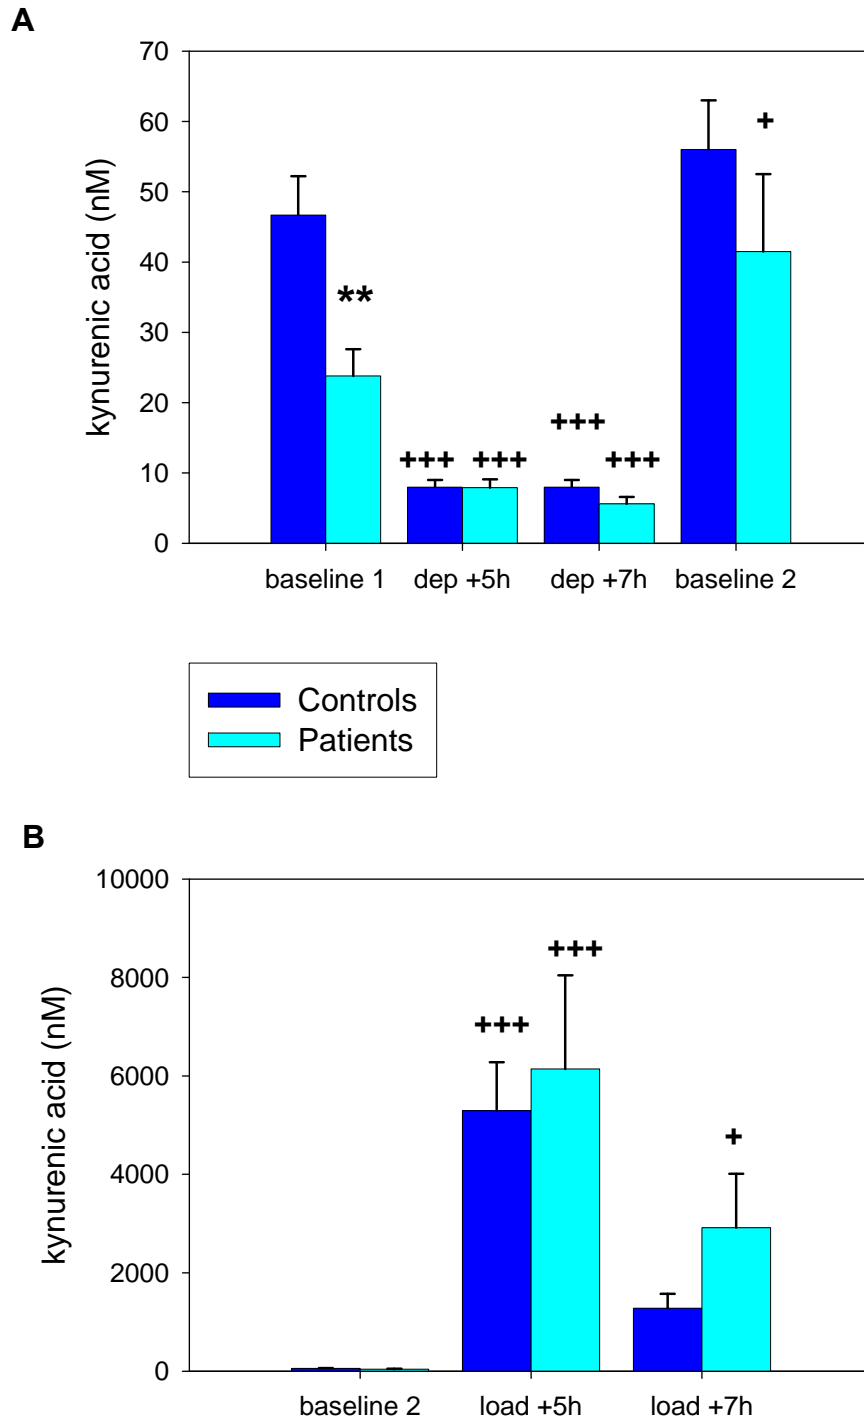 A
70
60
50
40
30
20
10
0
kynurenic acid (nM)
**
+++ +++
+++ +++
+
baseline 1 dep +5h dep +7h baseline 2
Controls
Patients
B
10000
8000
6000
4000
2000
0
kynurenic acid (nM)
+++ +++
+
baseline 2 load +5h load +7h